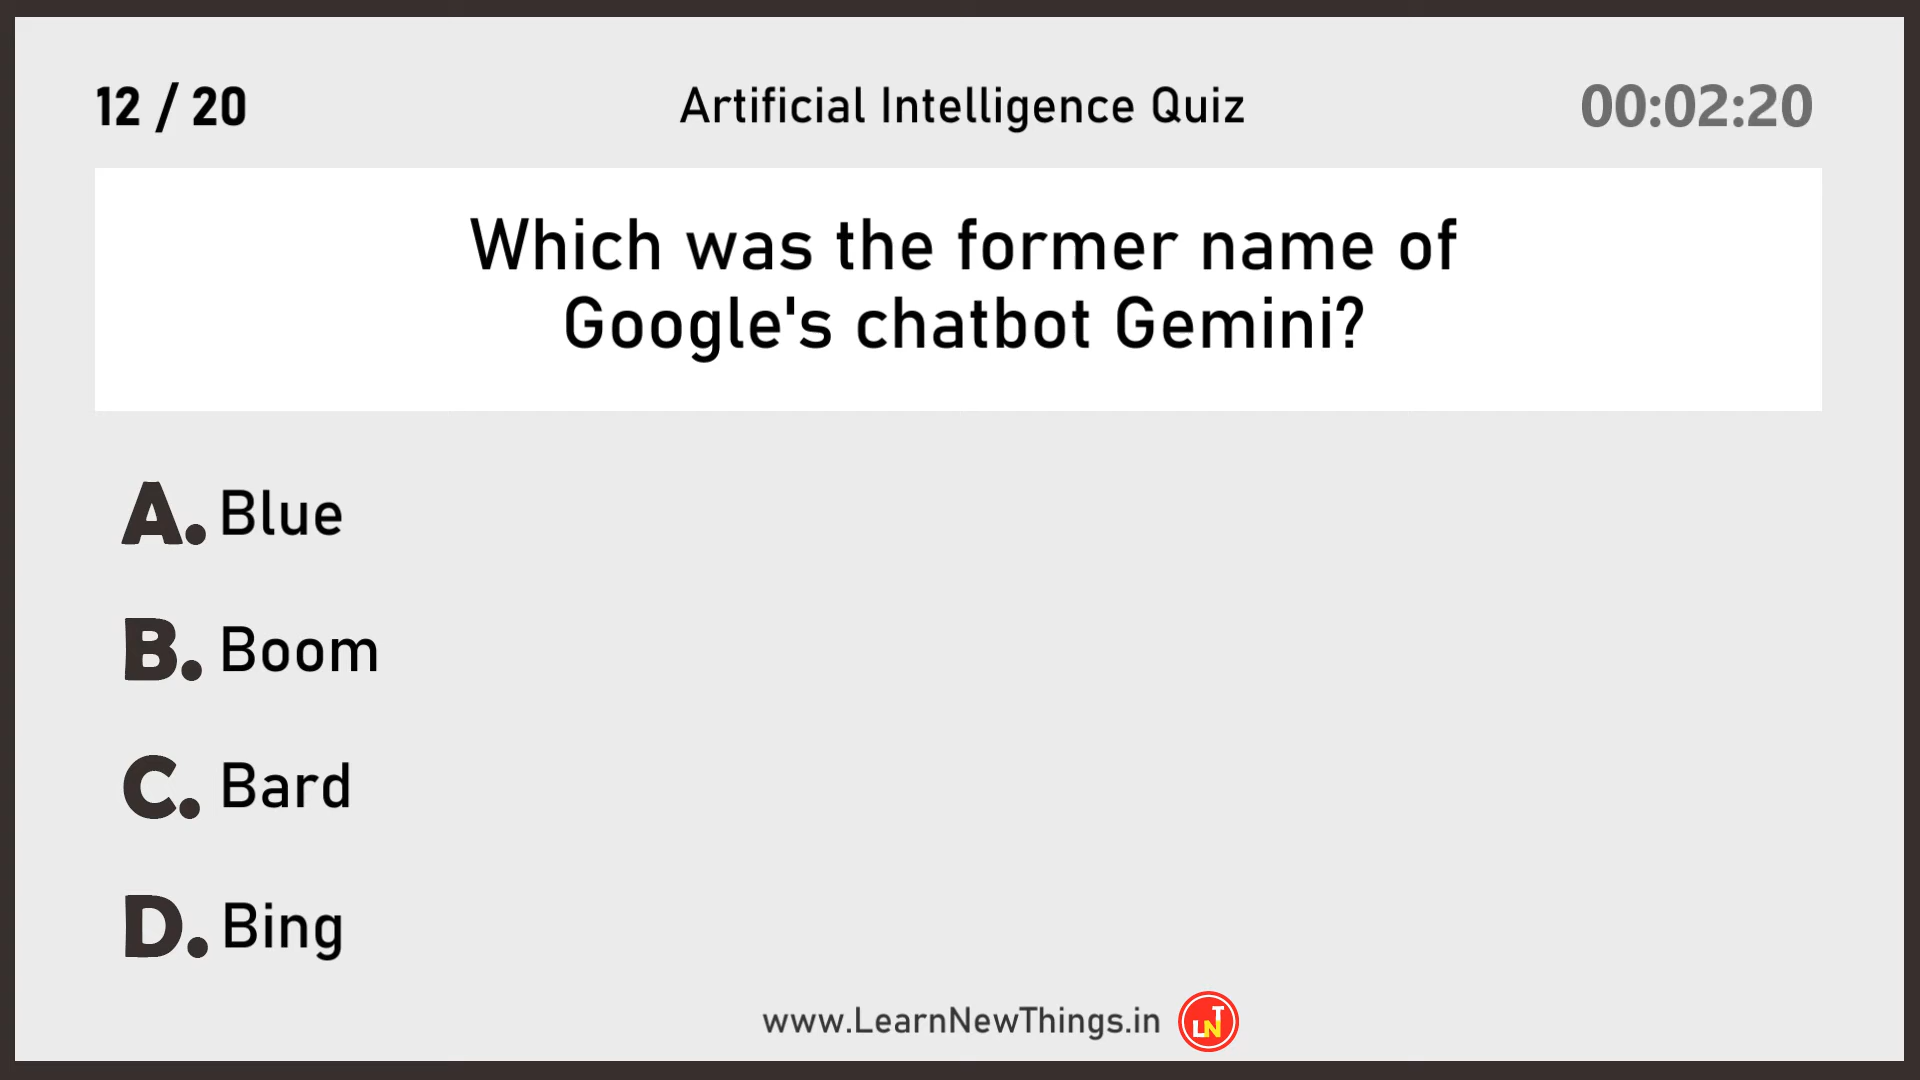 12 / 20
Artificial Intelligence Quiz
00:02:20
Which was the former name of
Google's chatbot Gemini?
A. Blue
B. Boom
C. Bard
D. Bing
www.LearnNewThings.in
LNT